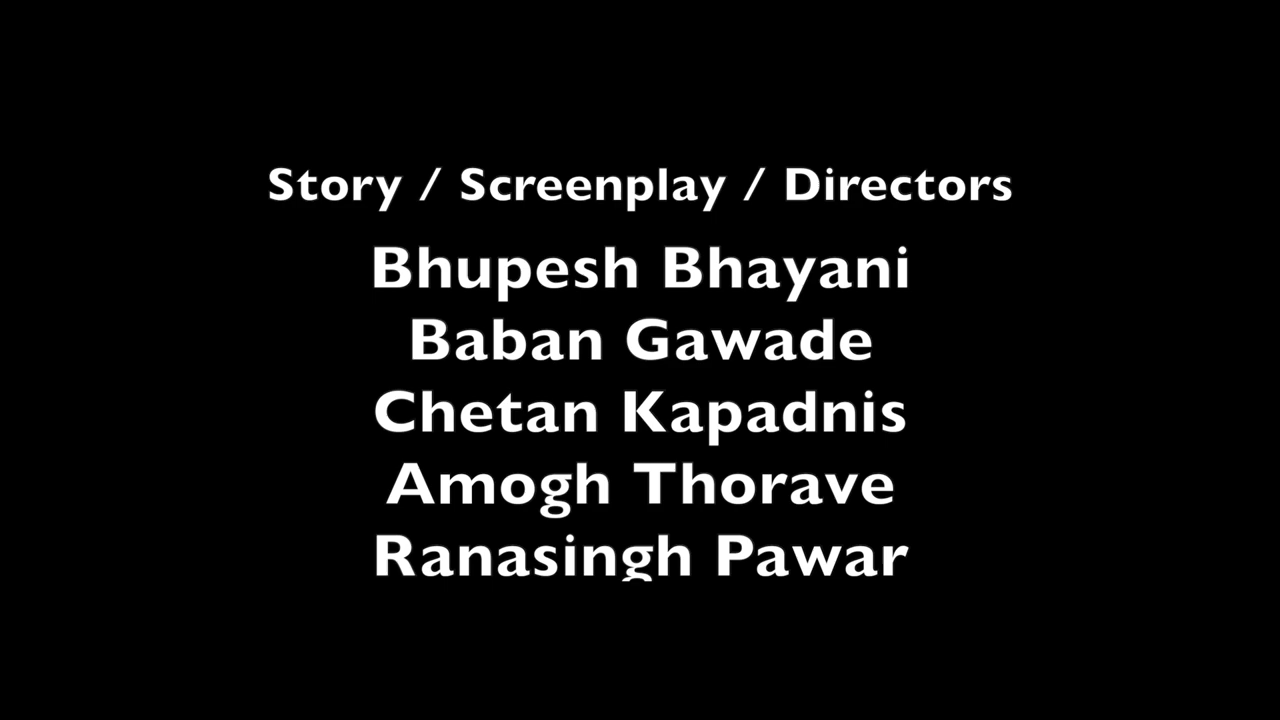 Story / Screenplay / Directors
Bhupesh Bhayani
Baban Gawade
Chetan Kapadnis
Amogh Thorave
Ranasingh Pawar